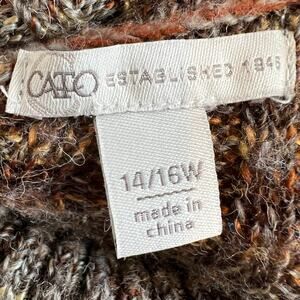 CATO ESTABLISHED 1946
14/16W
made in
china